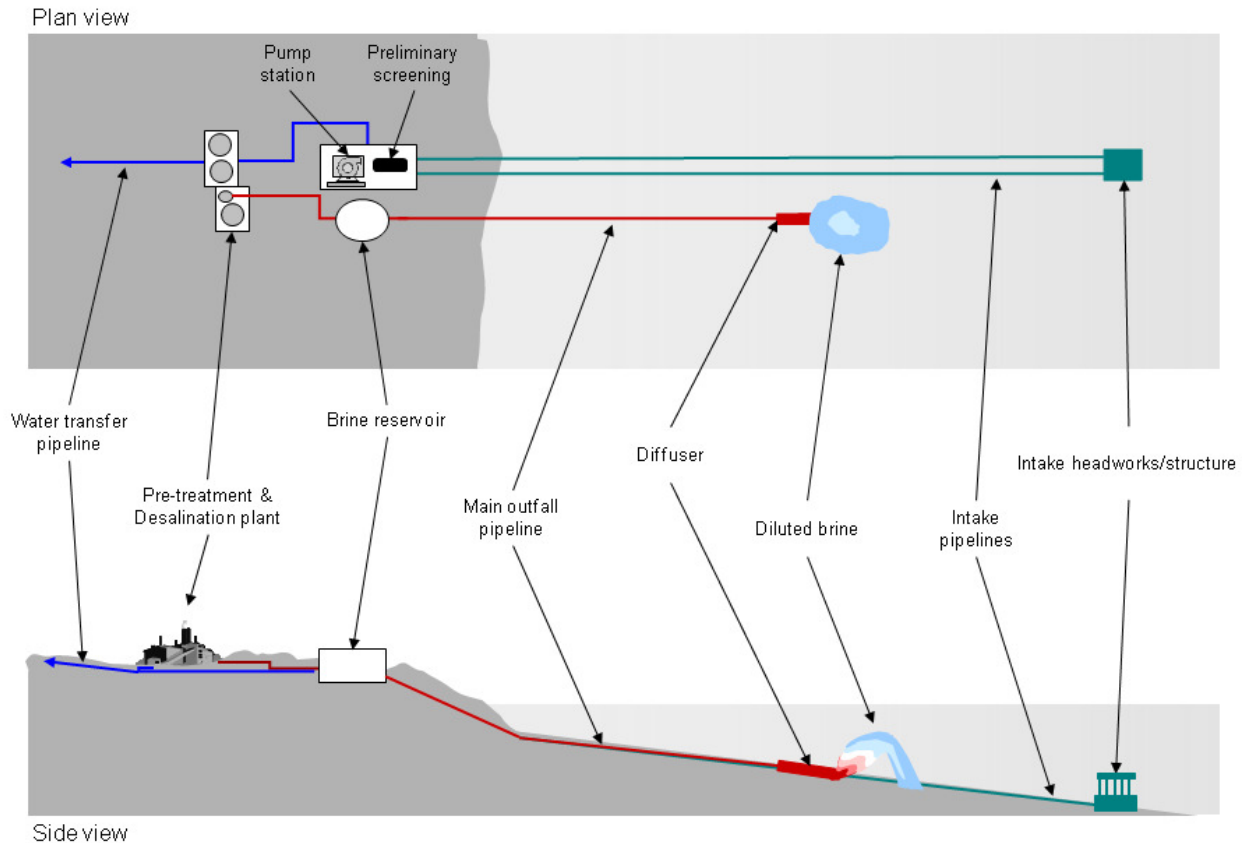 Plan view
Pump
station
Preliminary
screening
Water transfer
pipeline
Pre-treatment &
Desalination plant
Brine reservoir
Main outfall
pipeline
Diffuser
Diluted brine
Intake
pipelines
Intake headworks/structure
Side view